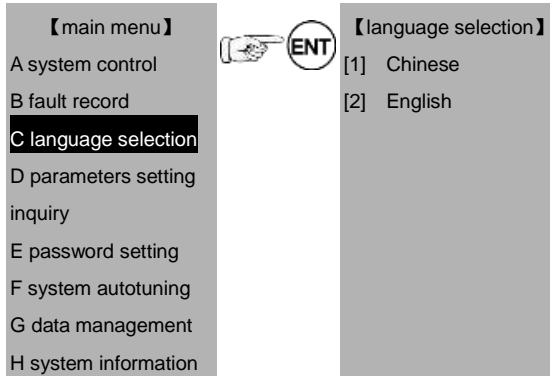 【main menu】
A system control
B fault record
C language selection
D parameters setting
inquiry
E password setting
F system autotuning
G data management
H system information
ENT
【language selection】
[1] Chinese
[2] English